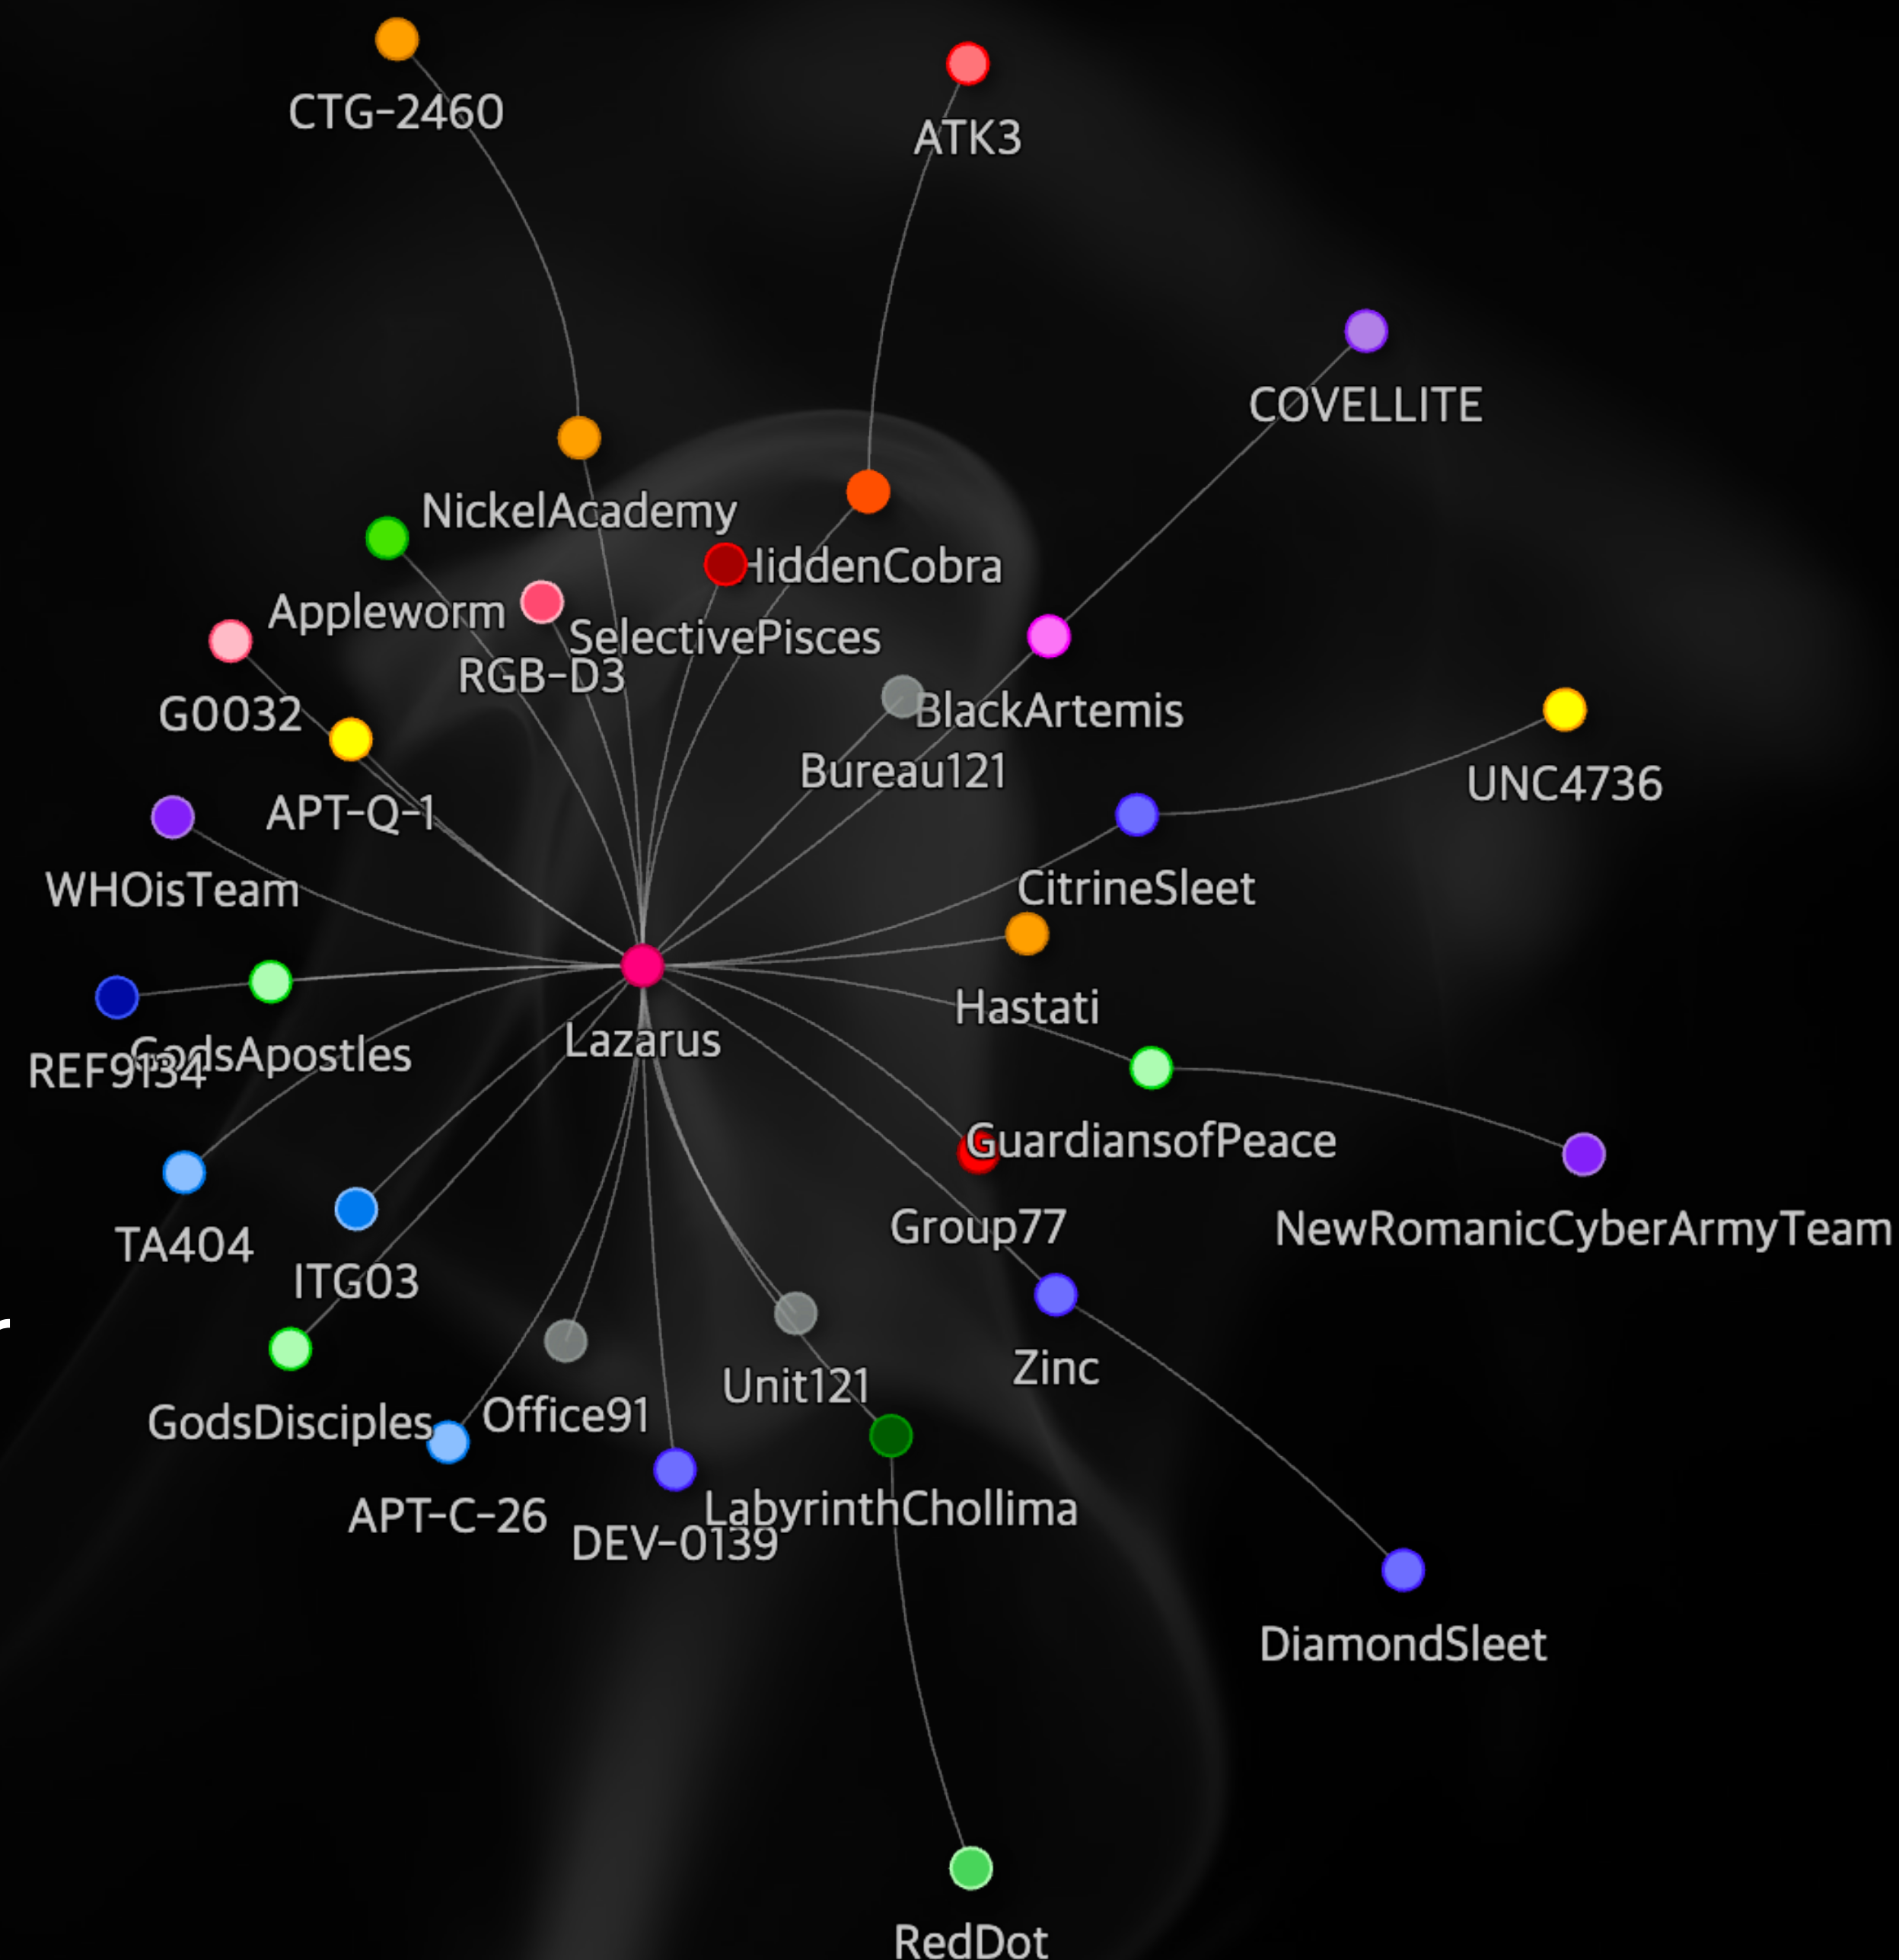 CTG-2460
ATK3
COVELLITE
NickelAcademy
HiddenCobra
Appleworm
SelectivePisces
RGB-D3
G0032
BlackArtemis
Bureau121
UNC4736
APT-Q-1
WHOisTeam
CitrineSleet
Hastati
Lazarus
GodsApostles
REF9134
GuardiansofPeace
Group77
NewRomanicCyberArmyTeam
TA404
ITG03
Zinc
Unit121
Office91
GodsDisciples
LabyrinthChollima
APT-C-26
DEV-0139
DiamondSleet
RedDot